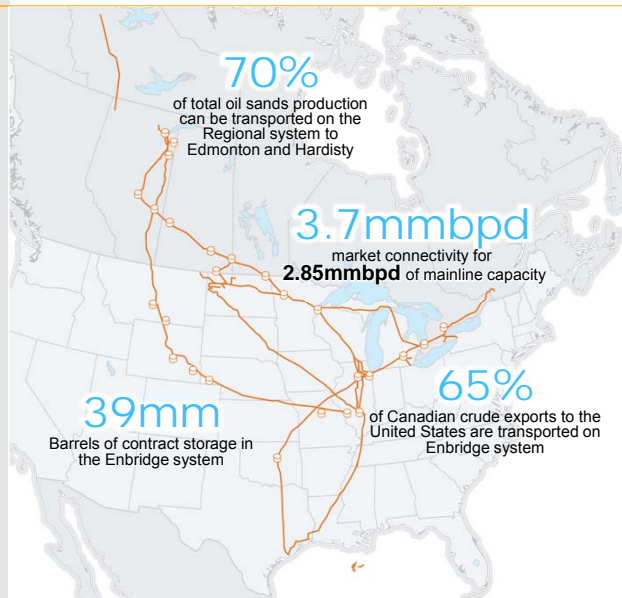 70%
of total oil sands production
can be transported on the
Regional system to
Edmonton and Hardisty
3.7mmbpd
market connectivity for
2.85mmbpd of mainline capacity
39mm
Barrels of contract storage in
the Enbridge system
65%
of Canadian crude exports to the
United States are transported on
Enbridge system